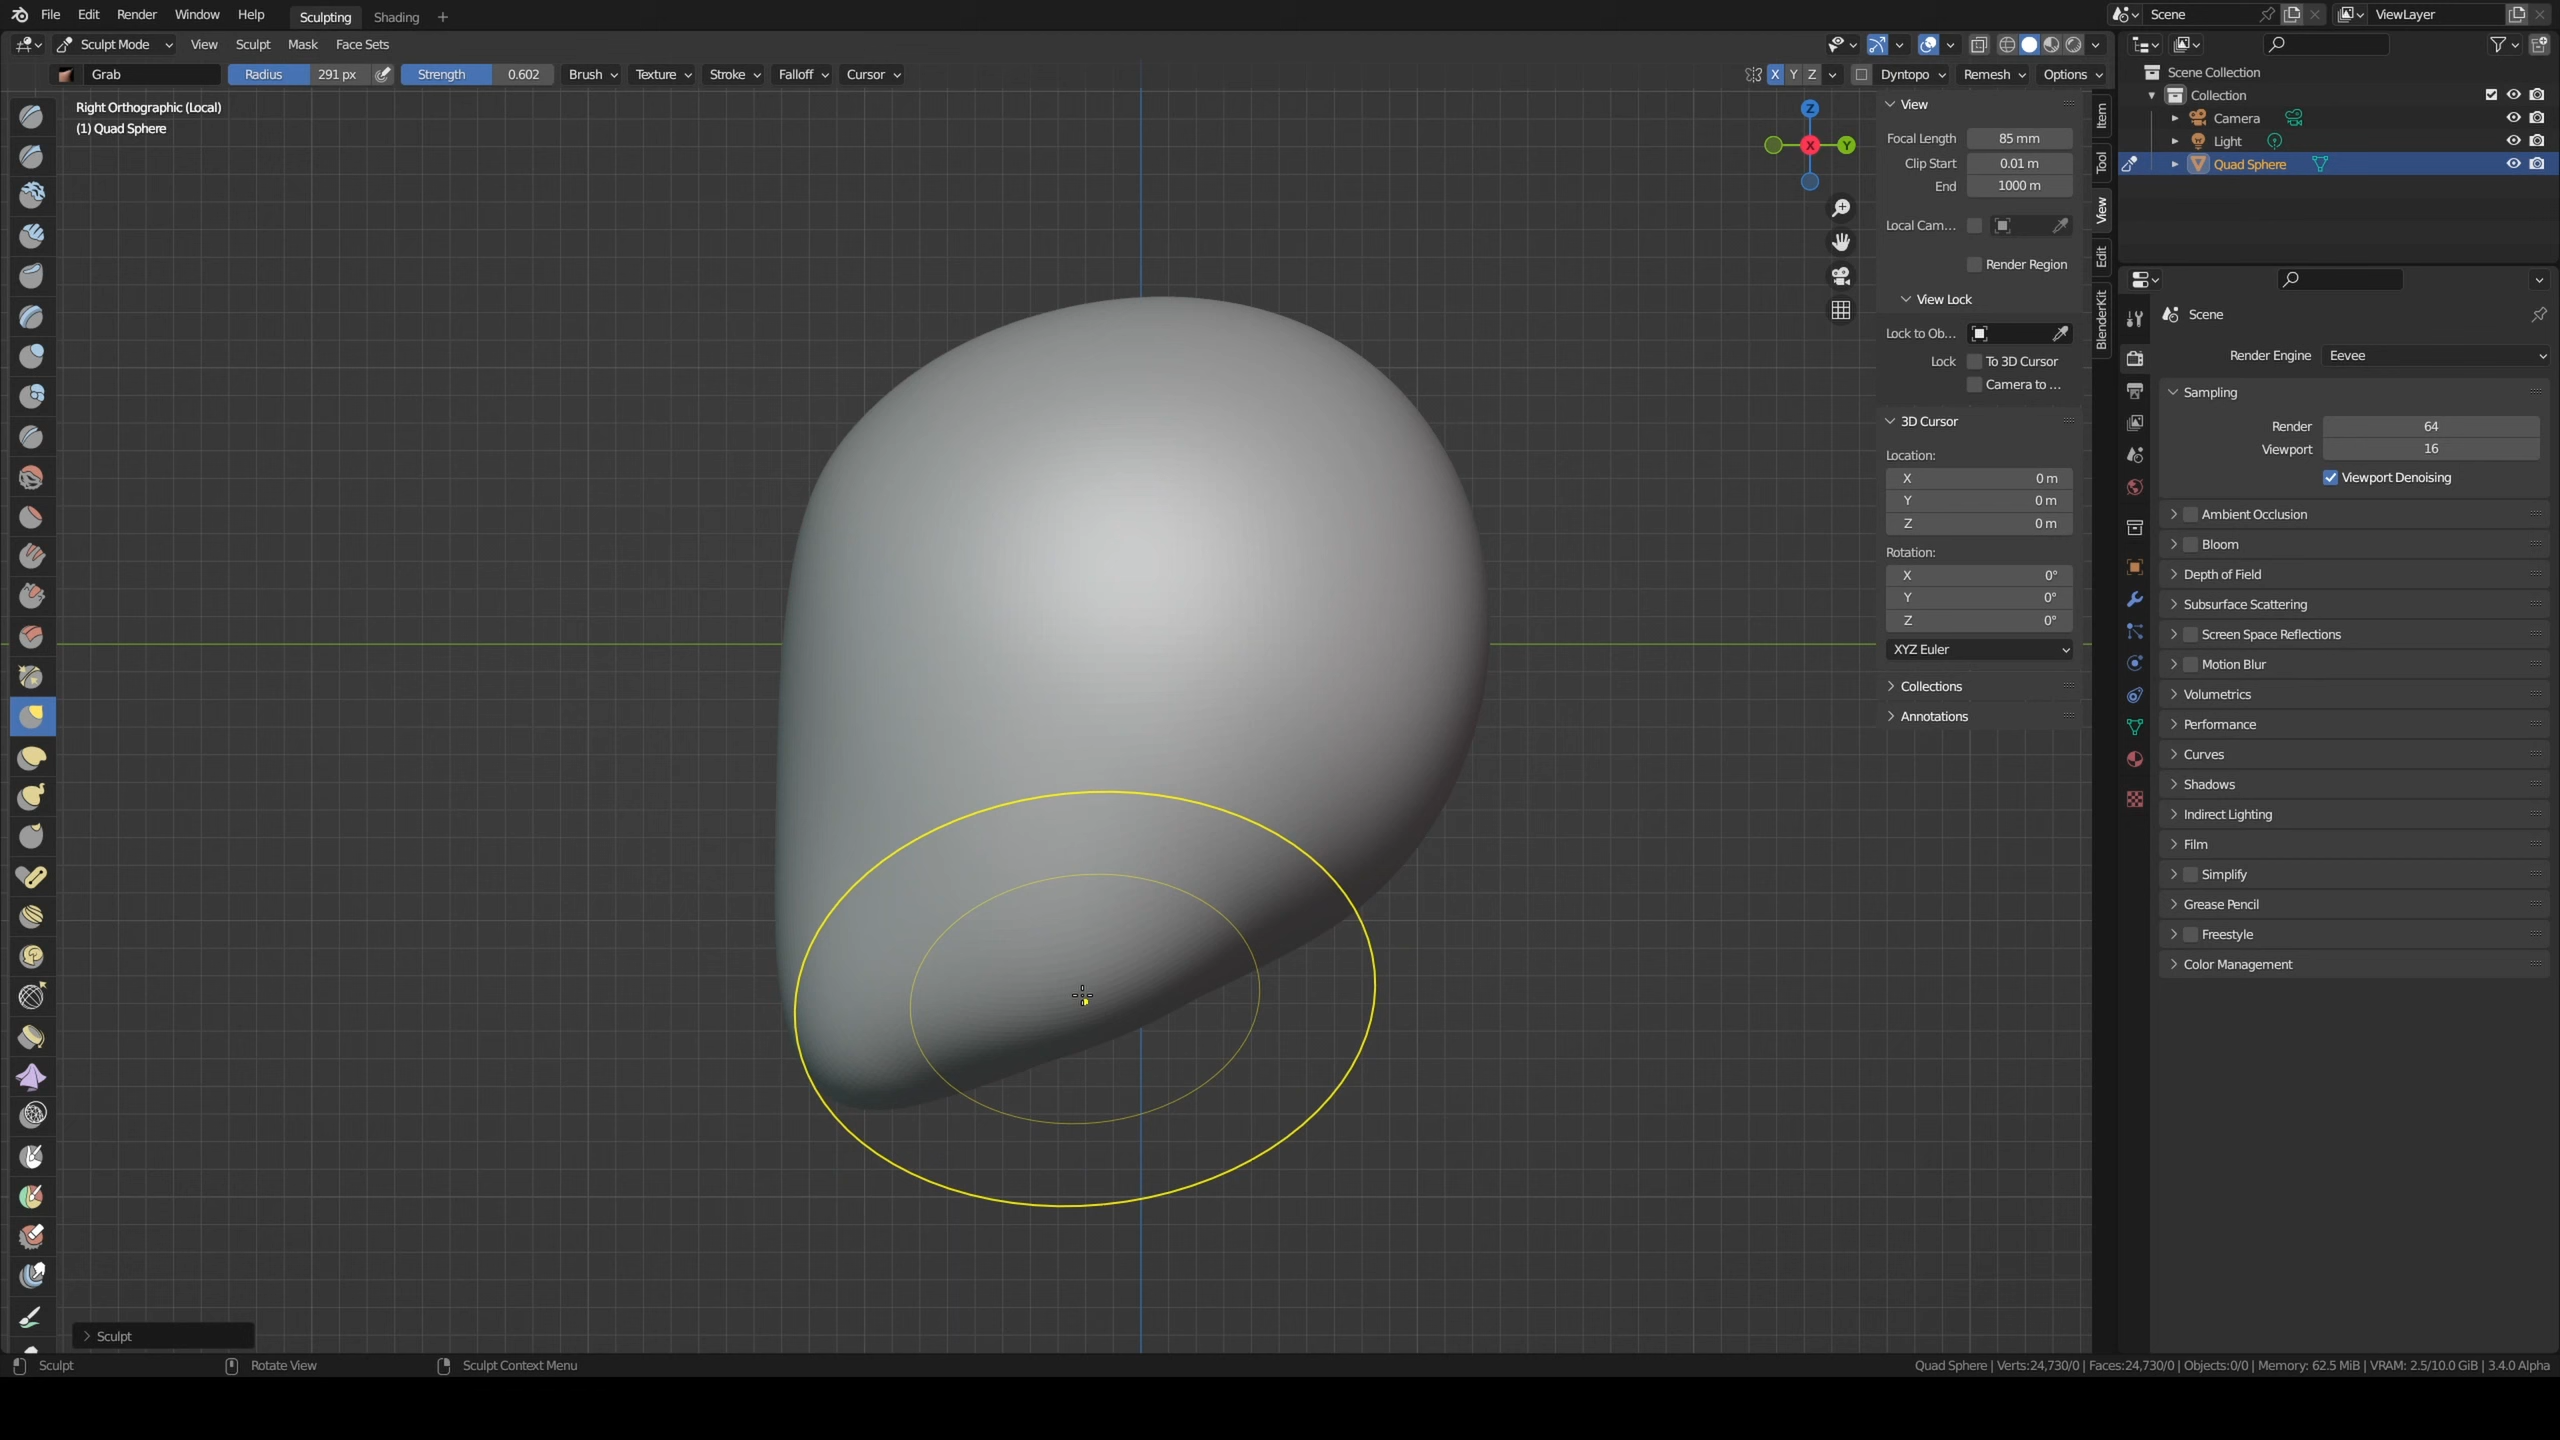 File Edit Render Window Help Sculpting Shading + Scene ViewLayer
Sculpt Mode View Sculpt Mask Face Sets
Grab Radius 291 px Strength 0.602 Brush Texture Stroke Falloff Cursor X Y Z Dyntopo Remesh Options
Right Orthographic (Local)
(1) Quad Sphere
Z
X
Y
View
Focal Length 85 mm
Clip Start 0.01 m
End 1000 m
Local Cam...
Render Region
View Lock
Lock to Ob...
Lock To 3D Cursor
Camera to ...
3D Cursor
Location:
X 0 m
Y 0 m
Z 0 m
Rotation:
X 0°
Y 0°
Z 0°
XYZ Euler
Collections
Annotations
Item
Tool
View
Edit
BlenderKit
Scene Collection
Collection
Camera
Light
Quad Sphere
Scene
Render Engine Eevee
Sampling
Render 64
Viewport 16
Viewport Denoising
Ambient Occlusion
Bloom
Depth of Field
Subsurface Scattering
Screen Space Reflections
Motion Blur
Volumetrics
Performance
Curves
Shadows
Indirect Lighting
Film
Simplify
Grease Pencil
Freestyle
Color Management
Sculpt
Sculpt Rotate View Sculpt Context Menu Quad Sphere | Verts:24,730/0 | Faces:24,730/0 | Objects:0/0 | Memory: 62.5 MiB | VRAM: 2.5/10.0 GiB | 3.4.0 Alpha